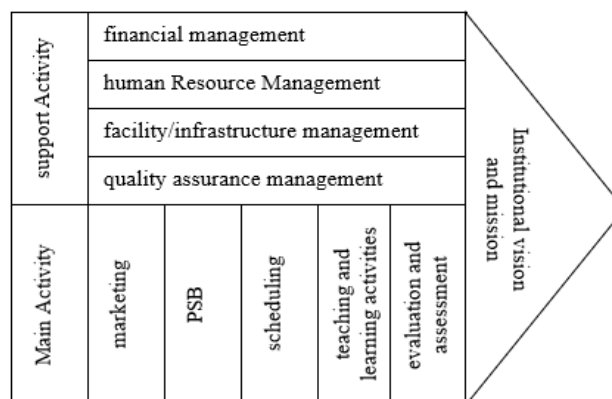 support Activity
financial management
human Resource Management
facility/infrastructure management
quality assurance management
Main Activity
marketing
PSB
scheduling
teaching and
learning activities
evaluation and
assessment
Institutional vision
and mission